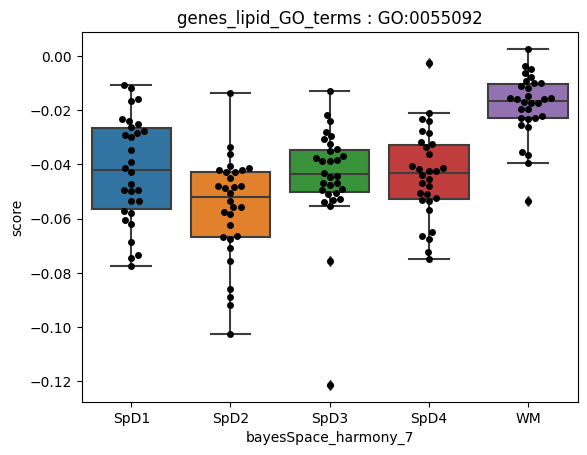 genes_lipid_GO_terms : GO:0055092
0.00
−0.02
−0.04
−0.06
−0.08
−0.10
−0.12
score
SpD1 SpD2 SpD3 SpD4 WM
bayesSpace_harmony_7